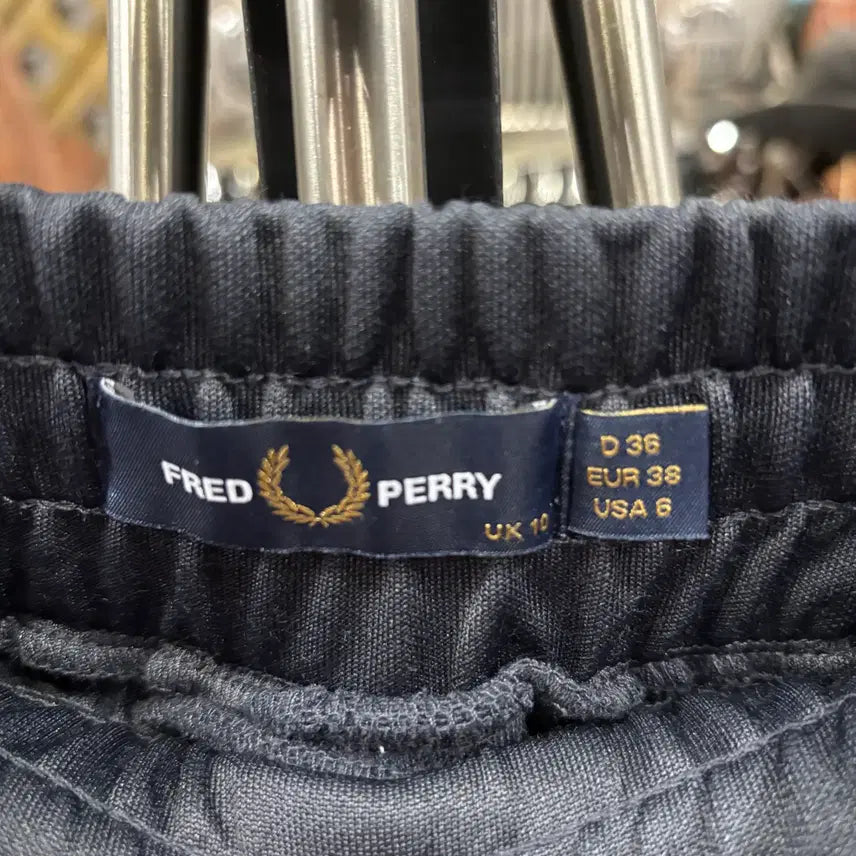 FRED PERRY
UK 10
D 36
EUR 38
USA 6